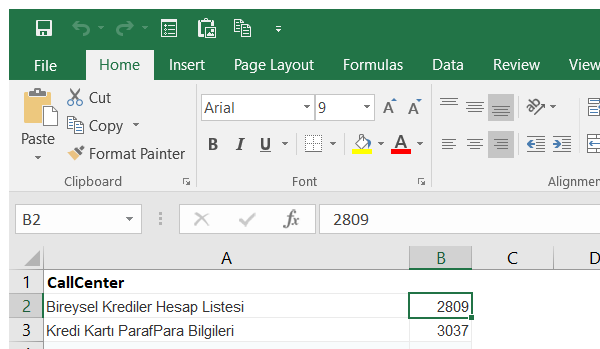 File Home Insert Page Layout Formulas Data Review View
Cut
Copy
Format Painter
Paste
Arial 9 A A
B I U A
Clipboard Font Alignm
B2 fx 2809
A B C D
1 CallCenter
2 Bireysel Krediler Hesap Listesi 2809
3 Kredi Kartı ParafPara Bilgileri 3037